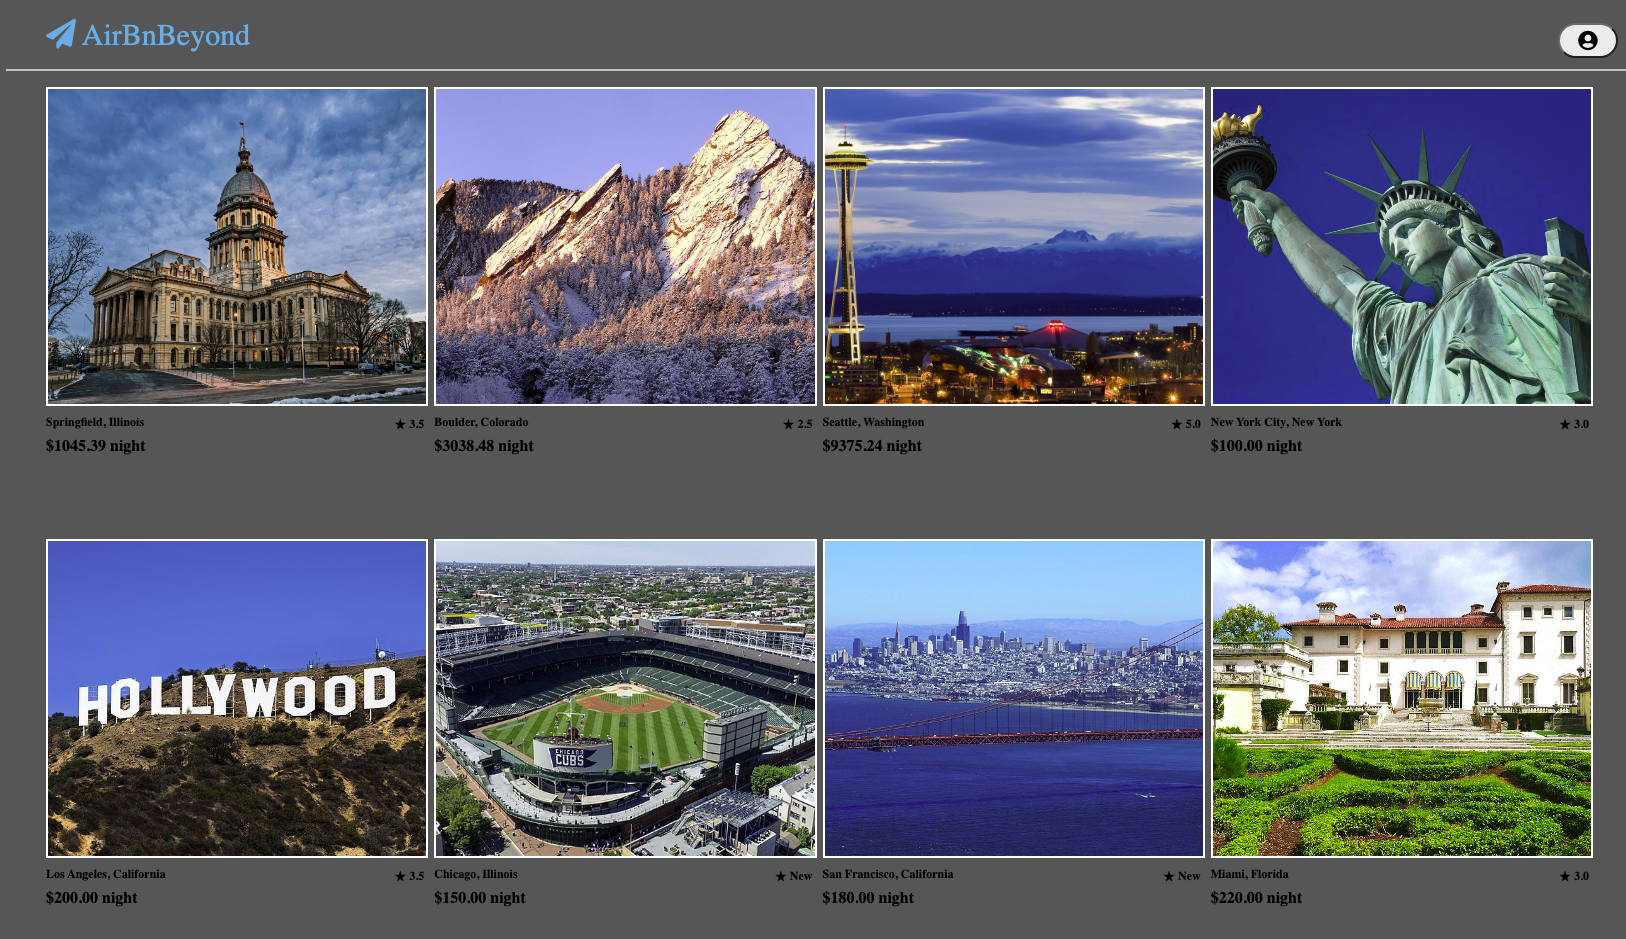 AirBnBeyond
Springfield, Illinois
★ 3.5
$1045.39 night
Boulder, Colorado
★ 2.5
$3038.48 night
Seattle, Washington
★ 5.0
$9375.24 night
New York City, New York
★ 3.0
$100.00 night
HOLLYWOOD
Los Angeles, California
★ 3.5
$200.00 night
CHICAGO
CUBS
Chicago, Illinois
★ New
$150.00 night
San Francisco, California
★ New
$180.00 night
Miami, Florida
★ 3.0
$220.00 night